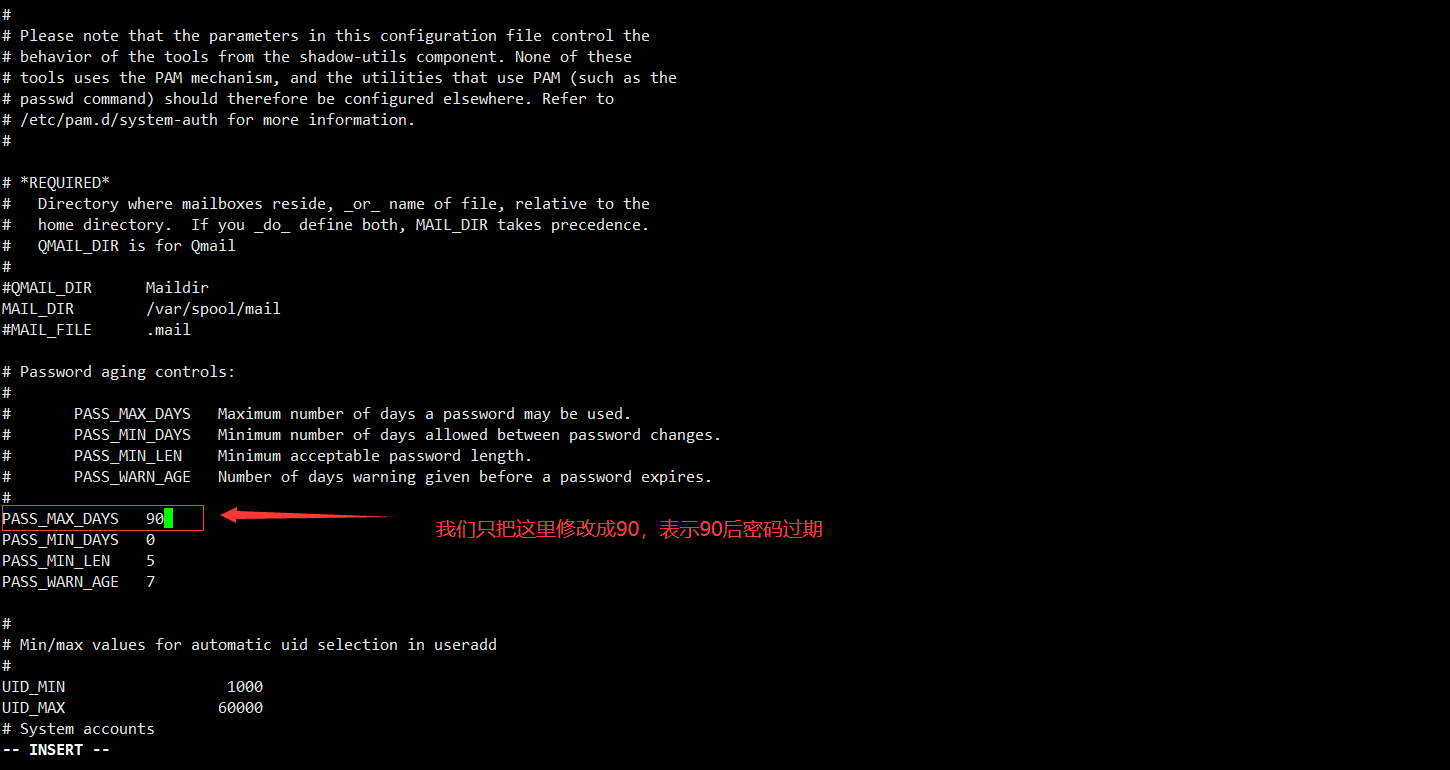 #
# Please note that the parameters in this configuration file control the
# behavior of the tools from the shadow-utils component. None of these
# tools uses the PAM mechanism, and the utilities that use PAM (such as the
# passwd command) should therefore be configured elsewhere. Refer to
# /etc/pam.d/system-auth for more information.
#
# *REQUIRED*
#   Directory where mailboxes reside, _or_ name of file, relative to the
#   home directory.  If you _do_ define both, MAIL_DIR takes precedence.
#   QMAIL_DIR is for Qmail
#
#QMAIL_DIR      Maildir
MAIL_DIR        /var/spool/mail
#MAIL_FILE      .mail
# Password aging controls:
#
#       PASS_MAX_DAYS   Maximum number of days a password may be used.
#       PASS_MIN_DAYS   Minimum number of days allowed between password changes.
#       PASS_MIN_LEN    Minimum acceptable password length.
#       PASS_WARN_AGE   Number of days warning given before a password expires.
#
PASS_MAX_DAYS   90
我们只把这里修改成90，表示90后密码过期
PASS_MIN_DAYS   0
PASS_MIN_LEN    5
PASS_WARN_AGE   7
#
# Min/max values for automatic uid selection in useradd
#
UID_MIN                  1000
UID_MAX                 60000
# System accounts
-- INSERT --